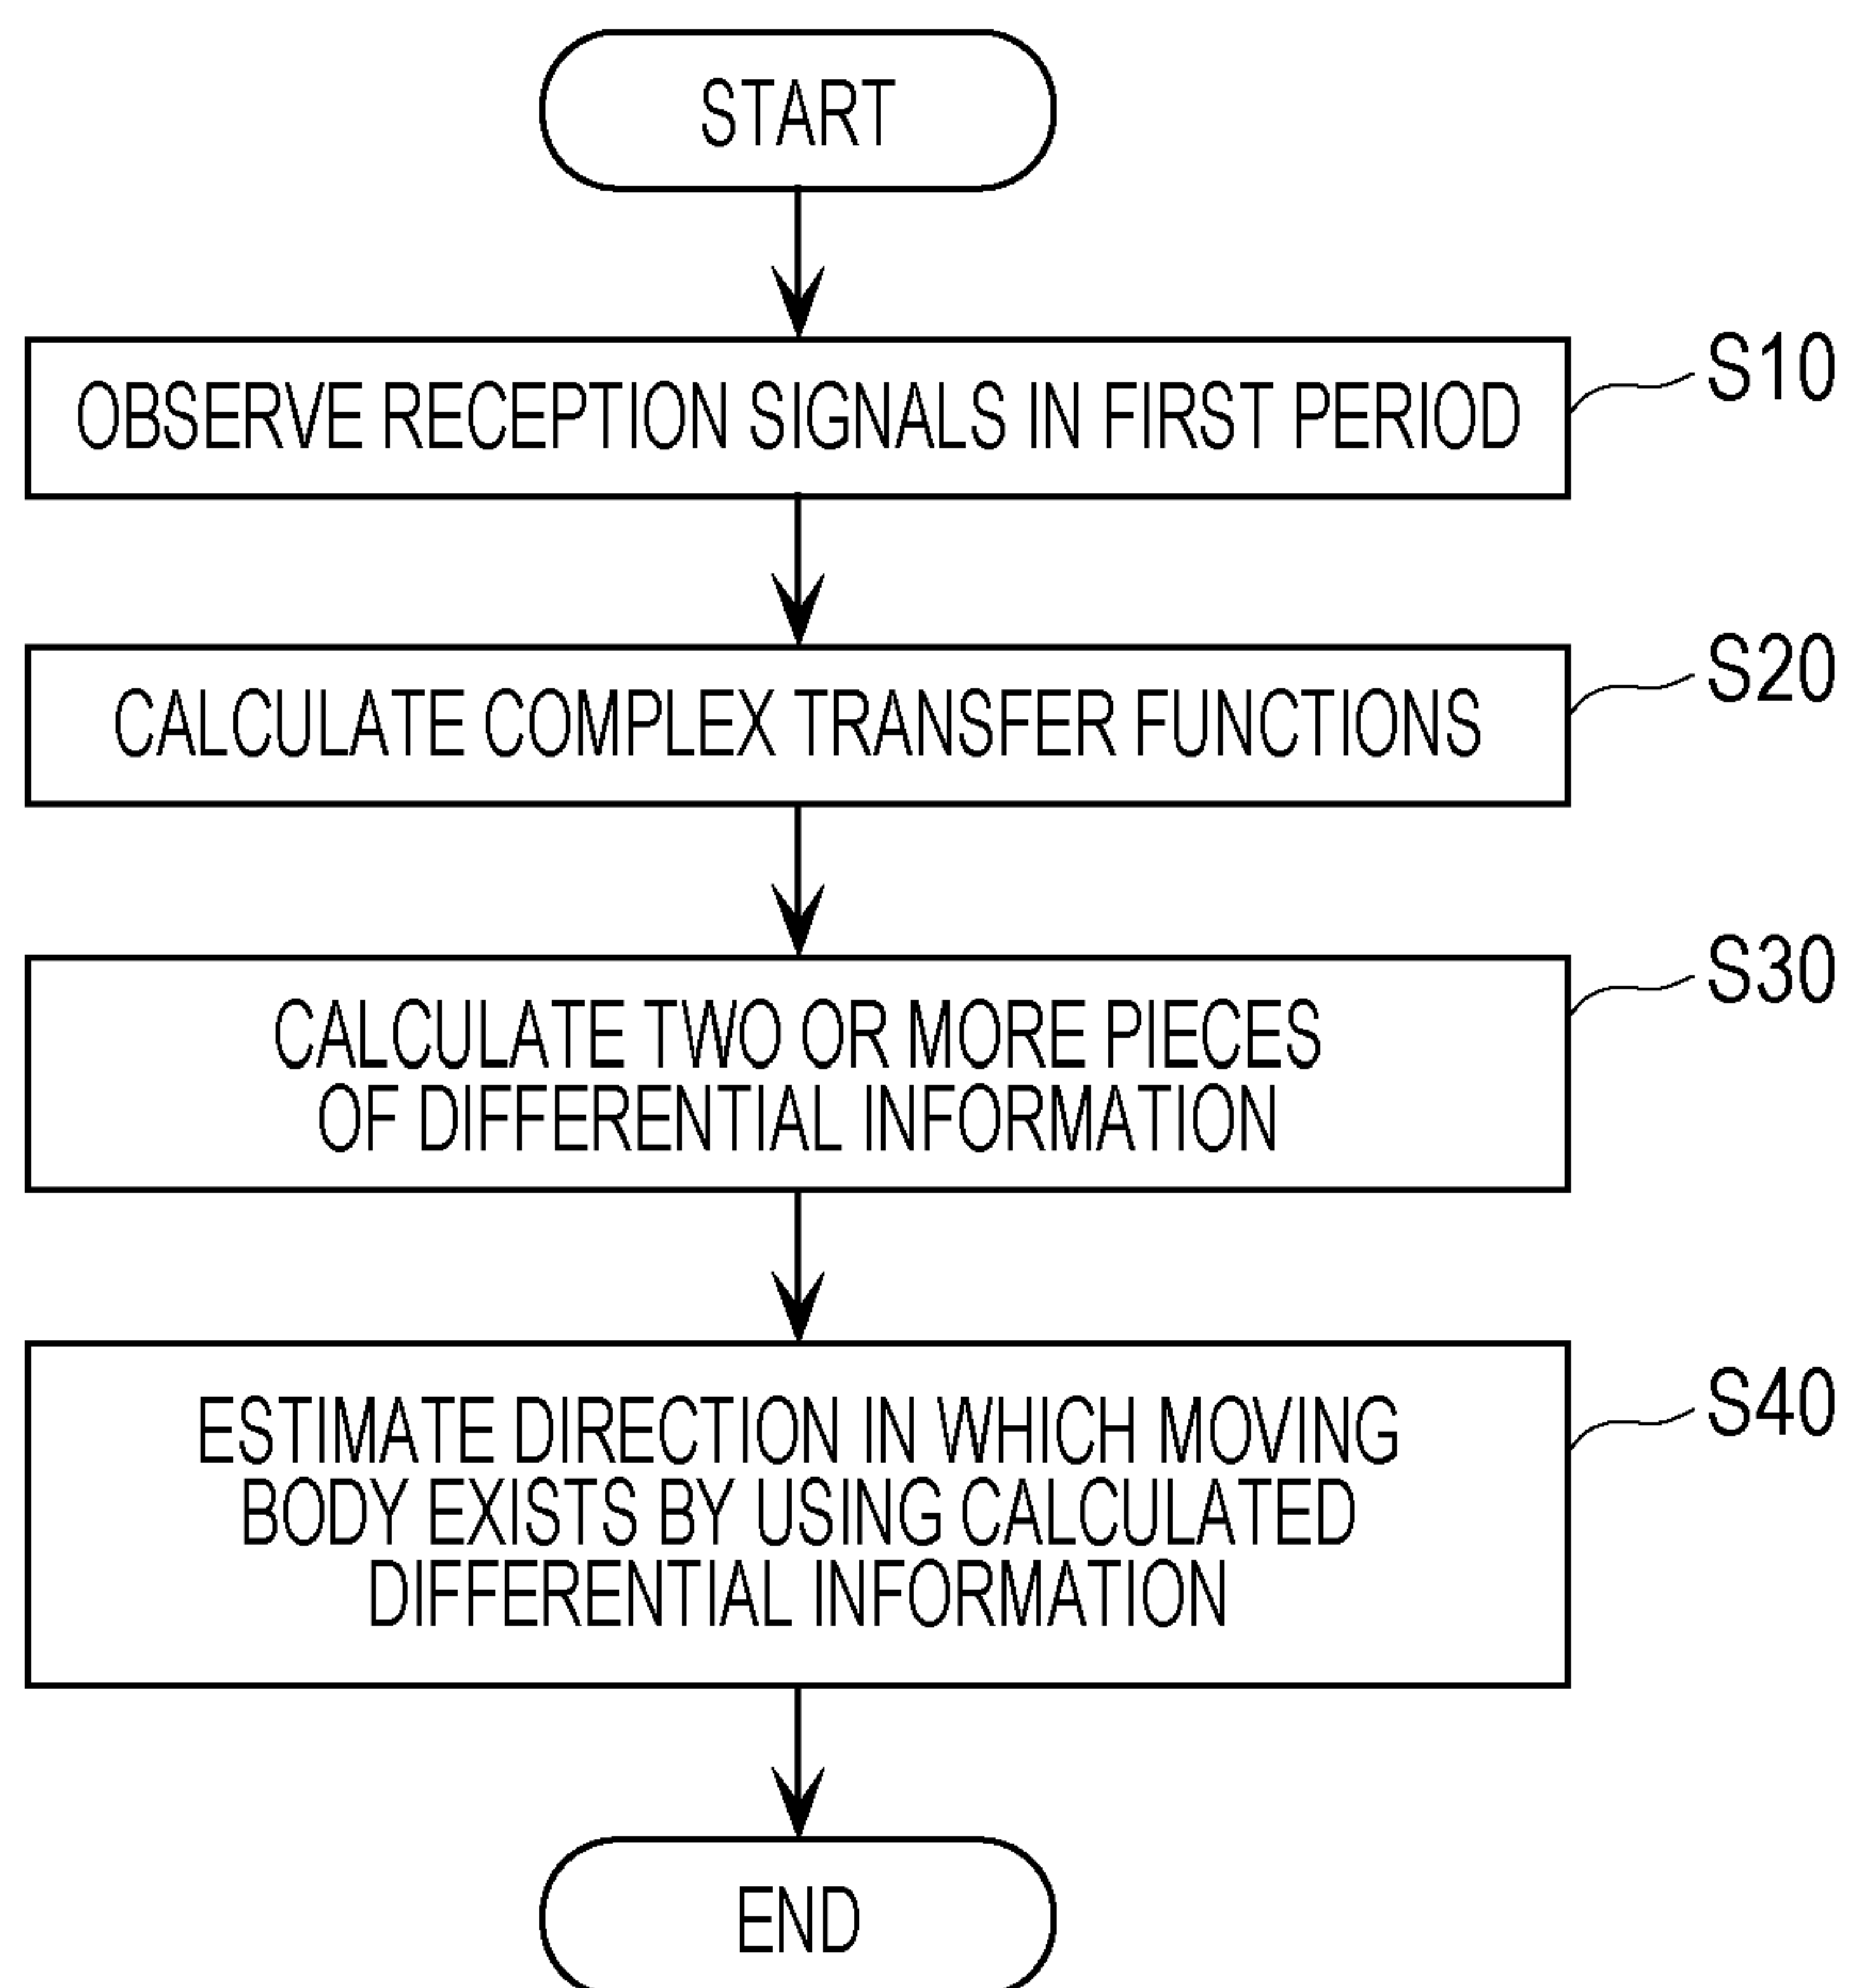 START
OBSERVE RECEPTION SIGNALS IN FIRST PERIOD
S10
CALCULATE COMPLEX TRANSFER FUNCTIONS
S20
CALCULATE TWO OR MORE PIECES
OF DIFFERENTIAL INFORMATION
S30
ESTIMATE DIRECTION IN WHICH MOVING
BODY EXISTS BY USING CALCULATED
DIFFERENTIAL INFORMATION
S40
END